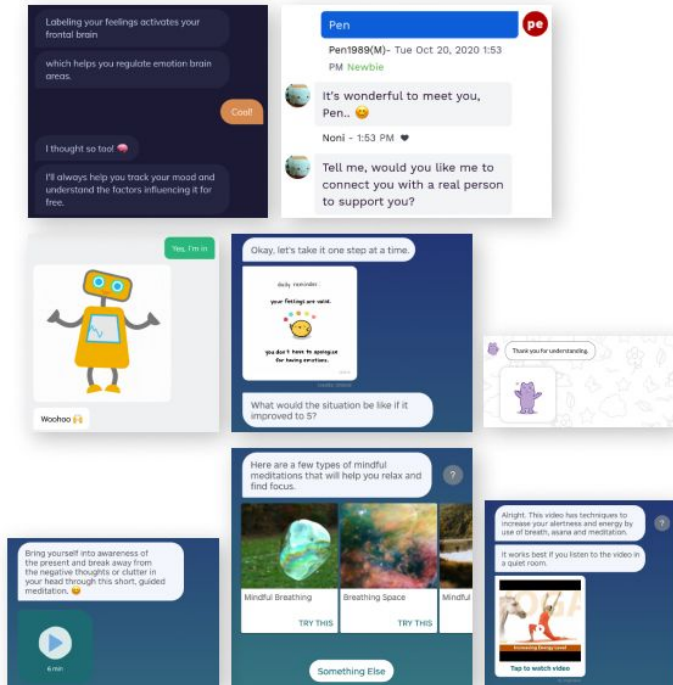 Labeling your feelings activates your
frontal brain
which helps you regulate emotion brain
areas.
Cool!
I thought so too! 🧠
I'll always help you track your mood and
understand the factors influencing it for
free.
Pen
pe
Pen1989(M)- Tue Oct 20, 2020 1:53
PM Newbie
It's wonderful to meet you,
Pen.. 😊
Noni - 1:53 PM ♥
Tell me, would you like me to
connect you with a real person
to support you?
Yes, I'm in
Woohoo 🙌
Okay, let's take it one step at a time.
daily reminder:
your feelings are valid.
you don't have to apologize
for having emotions.
What would the situation be like if it
improved to 5?
Thank you for understanding.
Bring yourself into awareness of
the present and break away from
the negative thoughts or clutter in
your head through this short, guided
meditation. 😄
6 min
Here are a few types of mindful
meditations that will help you relax and
find focus.
?
Mindful Breathing
Breathing Space
Mindful
TRY THIS
TRY THIS
Something Else
Alright. This video has techniques to
increase your alertness and energy by
use of breath, asana and meditation.
?
It works best if you listen to the video in
a quiet room.
YOGA
Increasing Energy Level
Tap to watch video